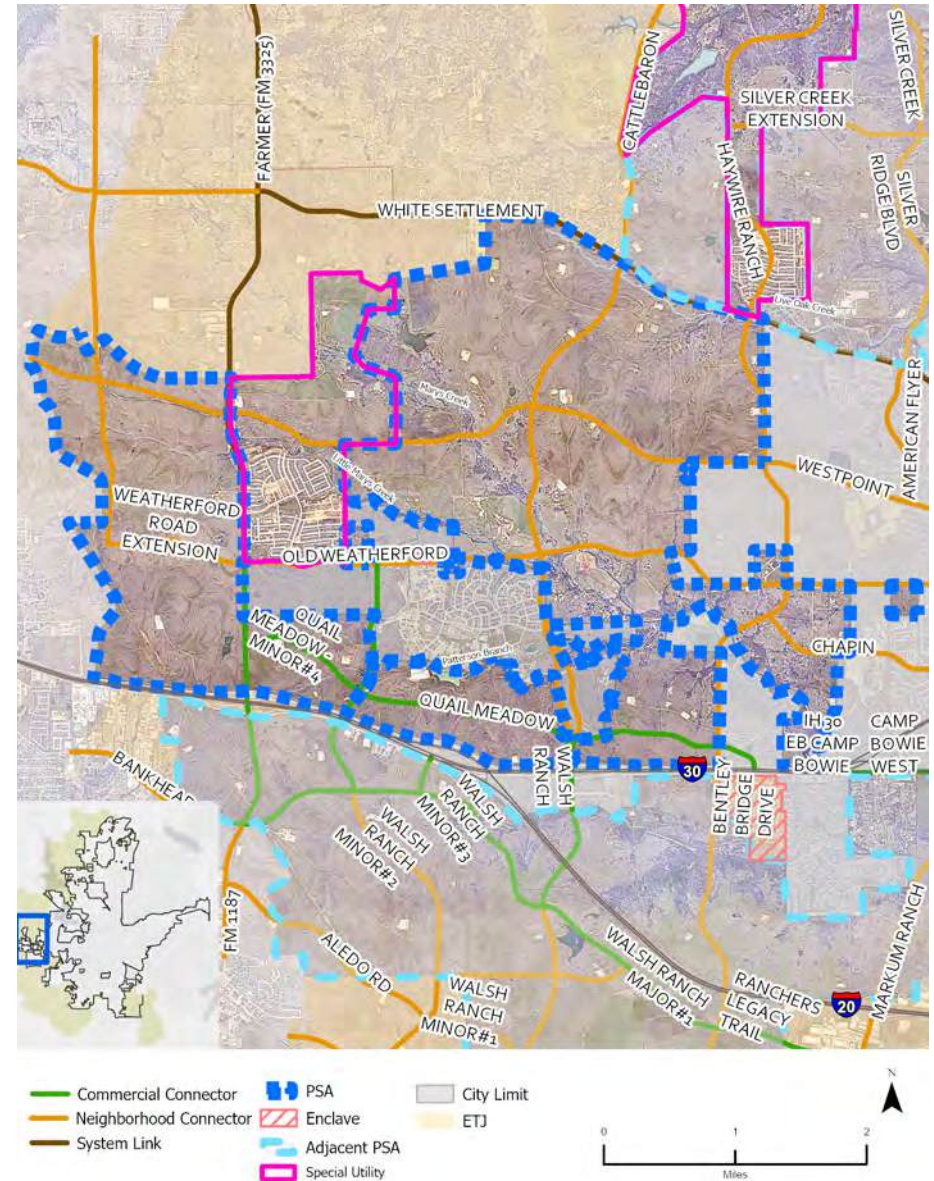 FARMER (FM 3325)
CATTLEBARON
SILVER CREEK
SILVER CREEK
EXTENSION
HAYWIRE RANCH
SILVER
RIDGE BLVD
WHITE SETTLEMENT
Live Oak Creek
AMERICAN FLYER
Marys Creek
WESTPOINT
Little Marys Creek
WEATHERFORD
ROAD
EXTENSION
OLD WEATHERFORD
QUAIL
MEADOW -
MINOR#4
Patterson Branch
CHAPIN
QUAIL MEADOW
IH 30
EB CAMP
BOWIE
CAMP
BOWIE
WEST
30
BANKHEAD
WALSH
RANCH
MINOR#3
WALSH
RANCH
BENTLEY
BRIDGE
DRIVE
WALSH
RANCH
MINOR#2
FM 1187
ALEDO RD
WALSH
RANCH
MINOR#1
WALSH RANCH
MAJOR#1
RANCHERS
LEGACY
TRAIL
MARKUM RANCH
20
Commercial Connector
Neighborhood Connector
System Link
PSA
Enclave
Adjacent PSA
Special Utility
City Limit
ETJ
N
0 1 2
Miles